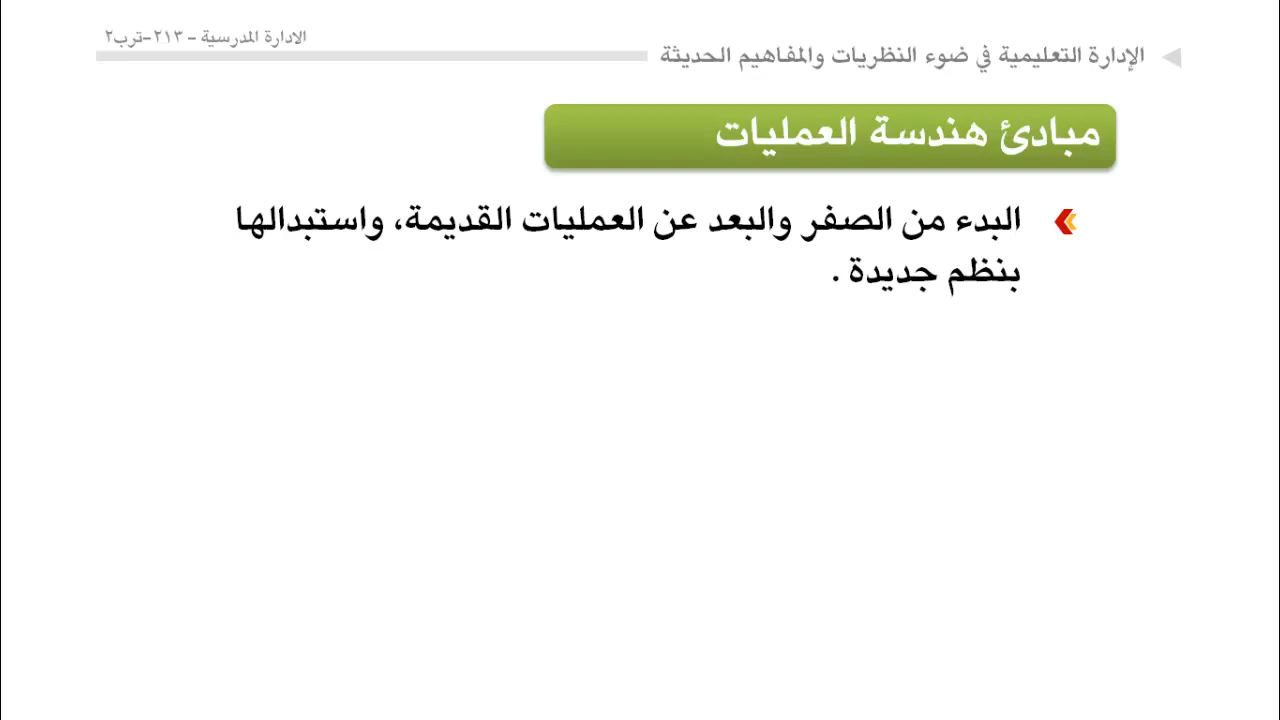 الادارة المدرسية - ٢١٣-ترب٢
الإدارة التعليمية في ضوء النظريات والمفاهيم الحديثة
مبادئ هندسة العمليات
البدء من الصفر والبعد عن العمليات القديمة، واستبدالها
بنظم جديدة .